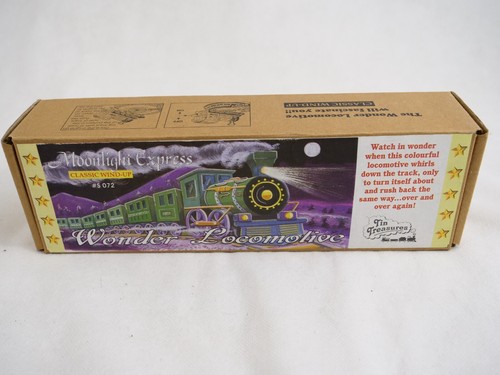 The Wonder Locomotive
will fascinate you!!
CLASSIC WIND-UP
Moonlight Express
CLASSIC WIND-UP
#S 072
Wonder Locomotive
Watch in wonder
when this colourful
locomotive whirls
down the track, only
to turn itself about
and rush back the
same way...over and
over again!
Tin
Treasures